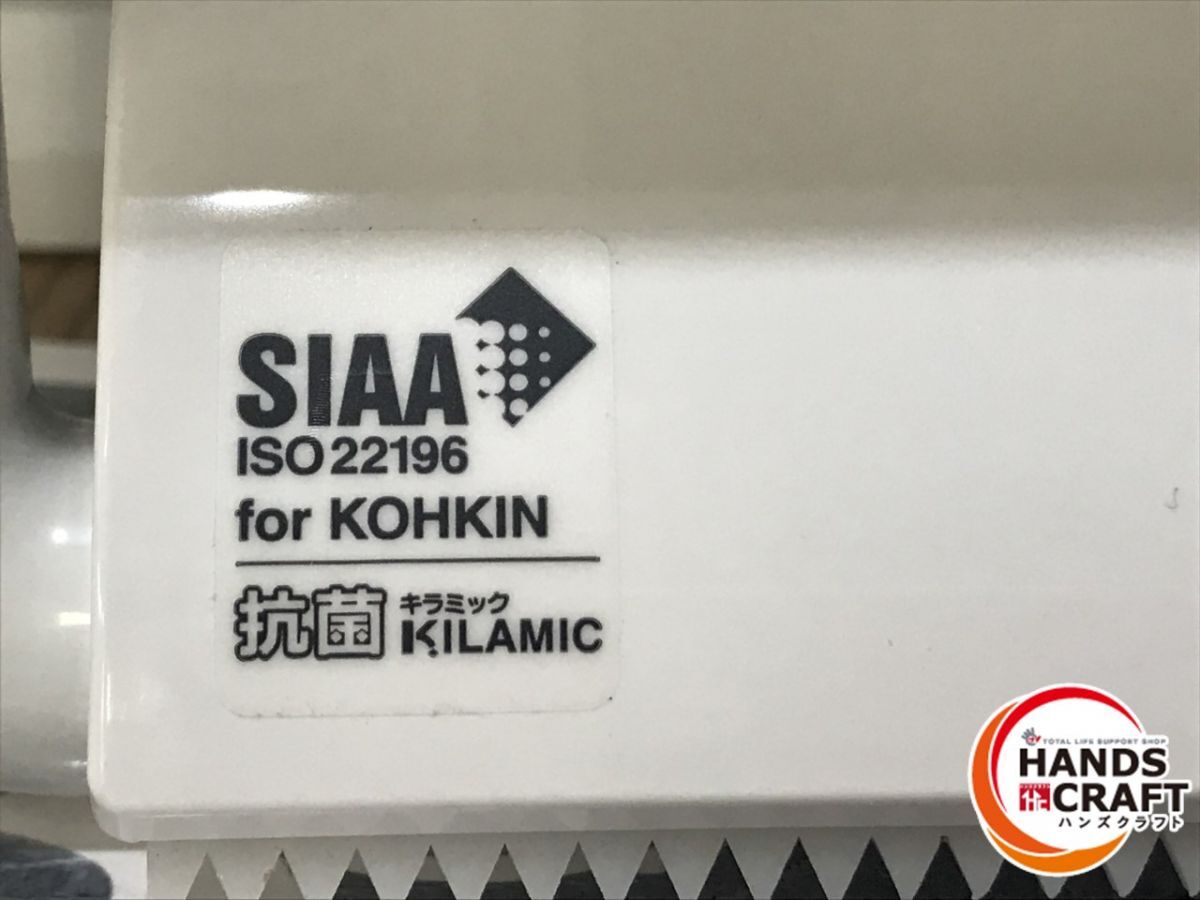 SIAA
ISO 22196
for KOHKIN
抗菌
キラミック
KILAMIC
TOTAL LIFE SUPPORT SHOP
HANDS
CRAFT
ハンズクラフト